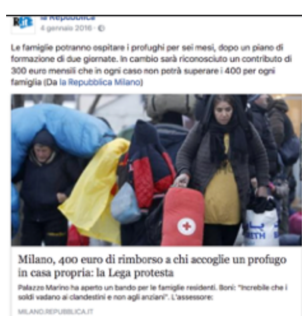 la Repubblica
4 gennaio 2016
Le famiglie potranno ospitare i profughi per sei mesi, dopo un piano di
formazione di due giornate. In cambio sarà riconosciuto un contributo di
300 euro mensili che in ogni caso non potrà superare i 400 per ogni
famiglia (Da la Repubblica Milano)
Milano, 400 euro di rimborso a chi accoglie un profugo
in casa propria: la Lega protesta
Palazzo Marino ha aperto un bando per le famiglie residenti. Boni: "Incredibile che i
soldi vadano ai clandestini e non agli anziani". L'assessore:
MILANO.REPUBBLICA.IT